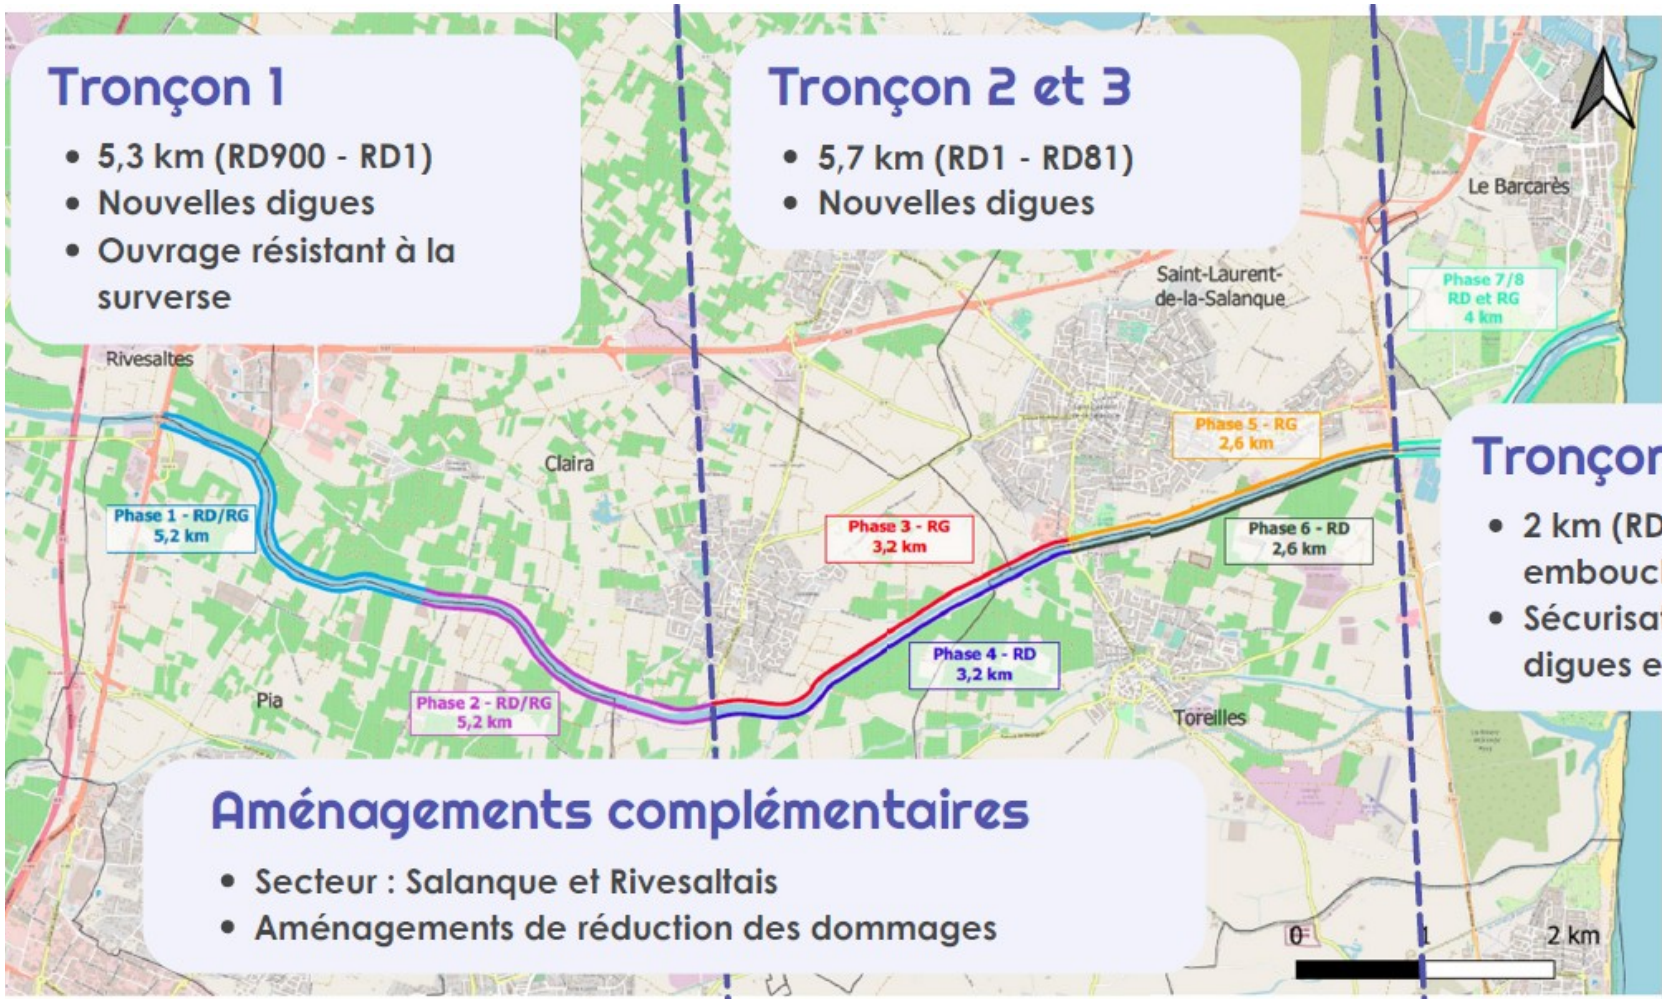 Tronçon 1
• 5,3 km (RD900 - RD1)
• Nouvelles digues
• Ouvrage résistant à la
surverse
Tronçon 2 et 3
• 5,7 km (RD1 - RD81)
• Nouvelles digues
Le Barcarès
Saint-Laurent-
de-la-Salanque
Phase 7/8
RD et RG
4 km
Rivesaltes
Claira
Phase 5 - RG
2,6 km
Tronçon
• 2 km (RD
embouc
• Sécurisa
digues e
Phase 1 - RD/RG
5,2 km
Phase 3 - RG
3,2 km
Phase 6 - RD
2,6 km
Phase 4 - RD
3,2 km
Pia
Phase 2 - RD/RG
5,2 km
Toreilles
Aménagements complémentaires
• Secteur : Salanque et Rivesaltais
• Aménagements de réduction des dommages
0 1 2 km